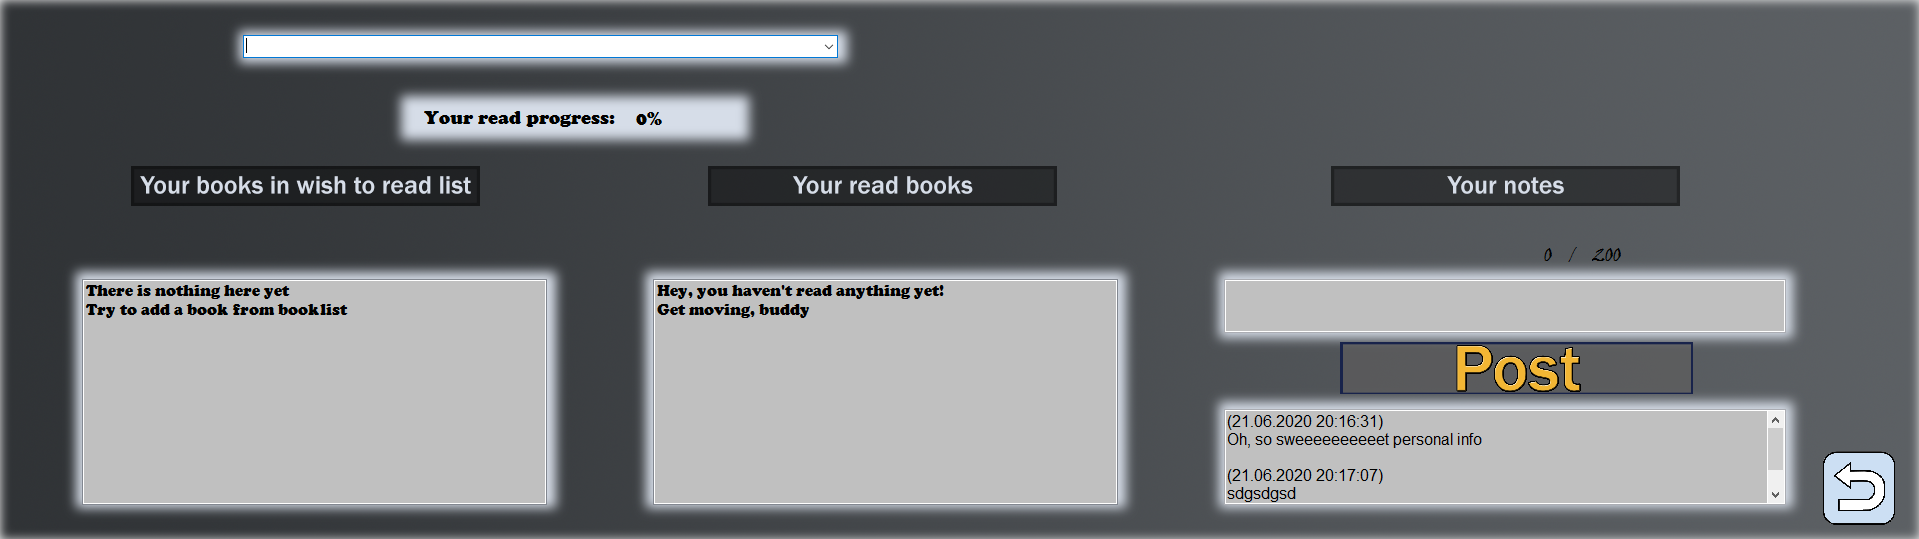 Your read progress: 0%
Your books in wish to read list
Your read books
Your notes
0 / 200
There is nothing here yet
Try to add a book from booklist
Hey, you haven't read anything yet!
Get moving, buddy
Post
(21.06.2020 20:16:31)
Oh, so sweeeeeeeeeet personal info
(21.06.2020 20:17:07)
sdgsdgsd